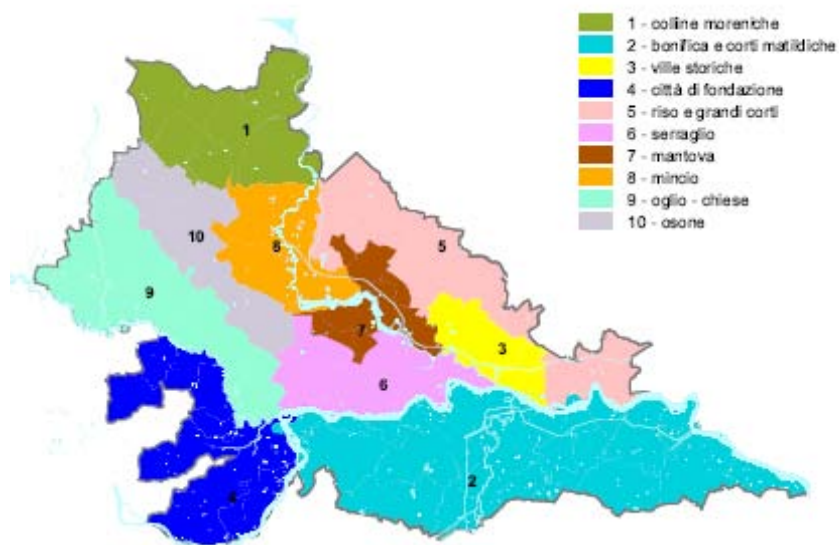 1 - colline moreniche
2 - bonifica e corti matildiche
3 - ville storiche
4 - città di fondazione
5 - riso e grandi corti
6 - serraglio
7 - mantova
8 - mincio
9 - oglio - chiese
10 - osone
1
10
8
5
9
7
3
6
2
4